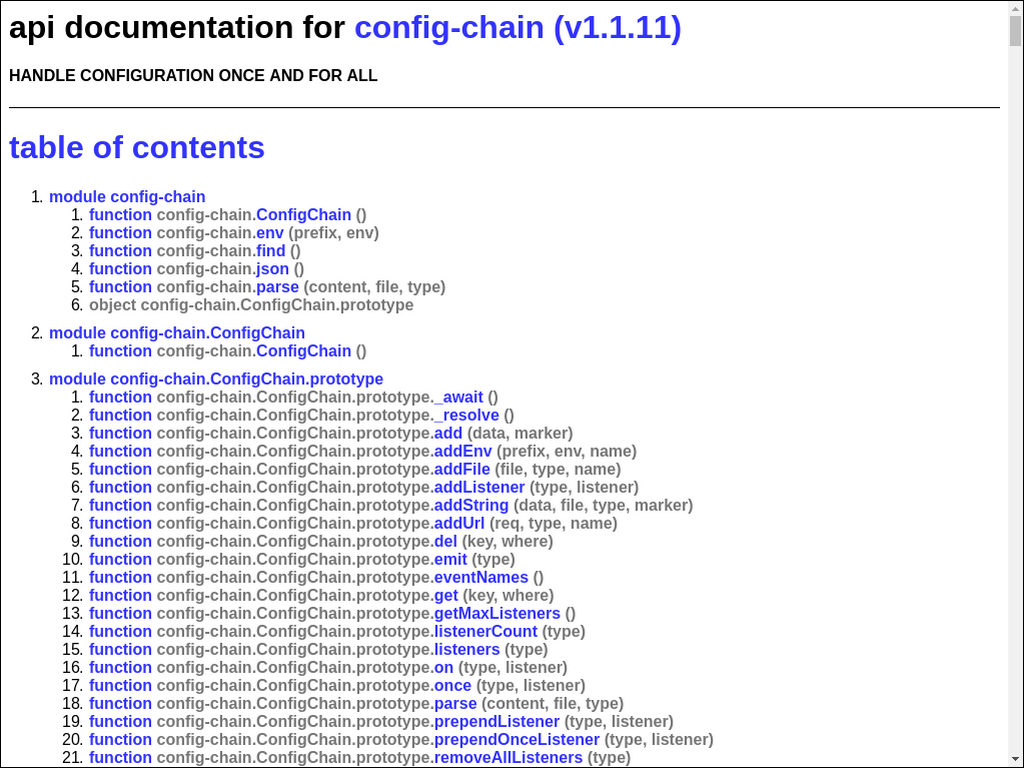 api documentation for config-chain (v1.1.11)
HANDLE CONFIGURATION ONCE AND FOR ALL
table of contents
1. module config-chain
1. function config-chain.ConfigChain ()
2. function config-chain.env (prefix, env)
3. function config-chain.find ()
4. function config-chain.json ()
5. function config-chain.parse (content, file, type)
6. object config-chain.ConfigChain.prototype
2. module config-chain.ConfigChain
1. function config-chain.ConfigChain ()
3. module config-chain.ConfigChain.prototype
1. function config-chain.ConfigChain.prototype._await ()
2. function config-chain.ConfigChain.prototype._resolve ()
3. function config-chain.ConfigChain.prototype.add (data, marker)
4. function config-chain.ConfigChain.prototype.addEnv (prefix, env, name)
5. function config-chain.ConfigChain.prototype.addFile (file, type, name)
6. function config-chain.ConfigChain.prototype.addListener (type, listener)
7. function config-chain.ConfigChain.prototype.addString (data, file, type, marker)
8. function config-chain.ConfigChain.prototype.addUrl (req, type, name)
9. function config-chain.ConfigChain.prototype.del (key, where)
10. function config-chain.ConfigChain.prototype.emit (type)
11. function config-chain.ConfigChain.prototype.eventNames ()
12. function config-chain.ConfigChain.prototype.get (key, where)
13. function config-chain.ConfigChain.prototype.getMaxListeners ()
14. function config-chain.ConfigChain.prototype.listenerCount (type)
15. function config-chain.ConfigChain.prototype.listeners (type)
16. function config-chain.ConfigChain.prototype.on (type, listener)
17. function config-chain.ConfigChain.prototype.once (type, listener)
18. function config-chain.ConfigChain.prototype.parse (content, file, type)
19. function config-chain.ConfigChain.prototype.prependListener (type, listener)
20. function config-chain.ConfigChain.prototype.prependOnceListener (type, listener)
21. function config-chain.ConfigChain.prototype.removeAllListeners (type)